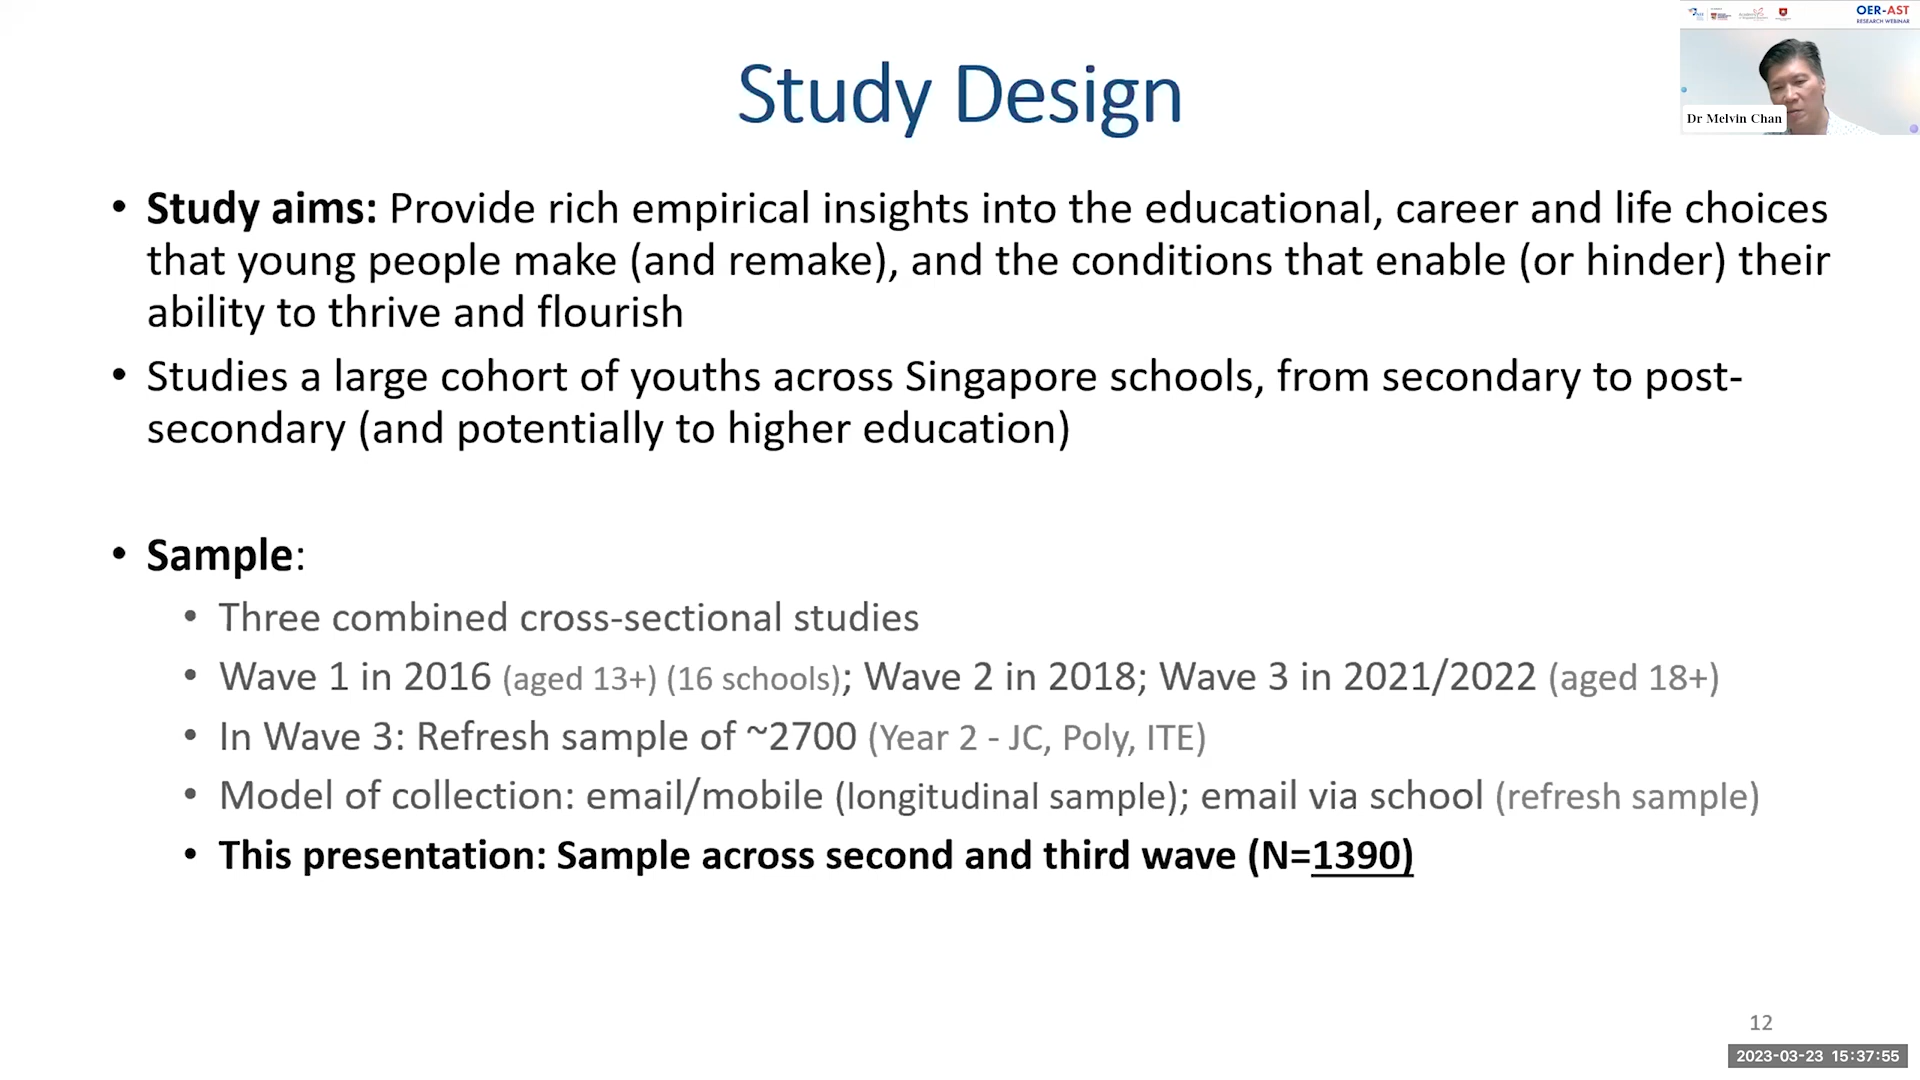 OER-AST
RESEARCH WEBINAR
Study Design
Dr Melvin Chan
• Study aims: Provide rich empirical insights into the educational, career and life choices
that young people make (and remake), and the conditions that enable (or hinder) their
ability to thrive and flourish
• Studies a large cohort of youths across Singapore schools, from secondary to post-
secondary (and potentially to higher education)
• Sample:
• Three combined cross-sectional studies
• Wave 1 in 2016 (aged 13+) (16 schools); Wave 2 in 2018; Wave 3 in 2021/2022 (aged 18+)
• In Wave 3: Refresh sample of ~2700 (Year 2 - JC, Poly, ITE)
• Model of collection: email/mobile (longitudinal sample); email via school (refresh sample)
• This presentation: Sample across second and third wave (N=1390)
12
2023-03-23 15:37:55